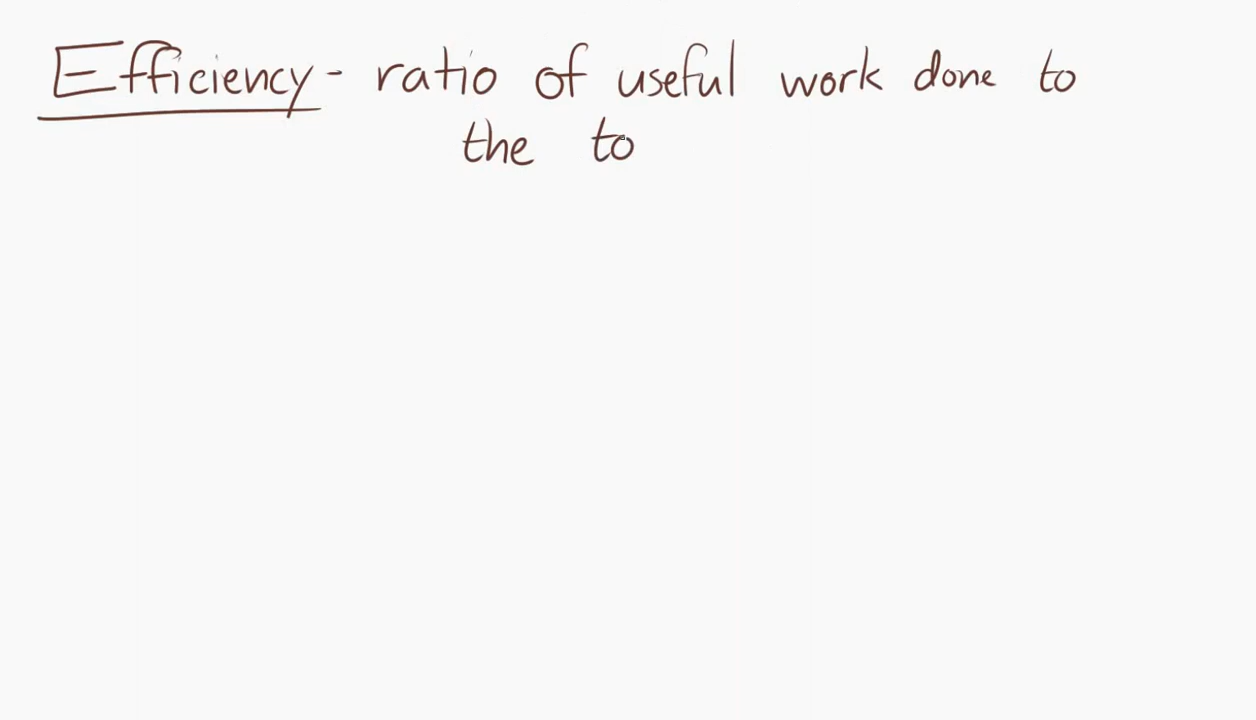 Efficiency - ratio of useful work done to
the to